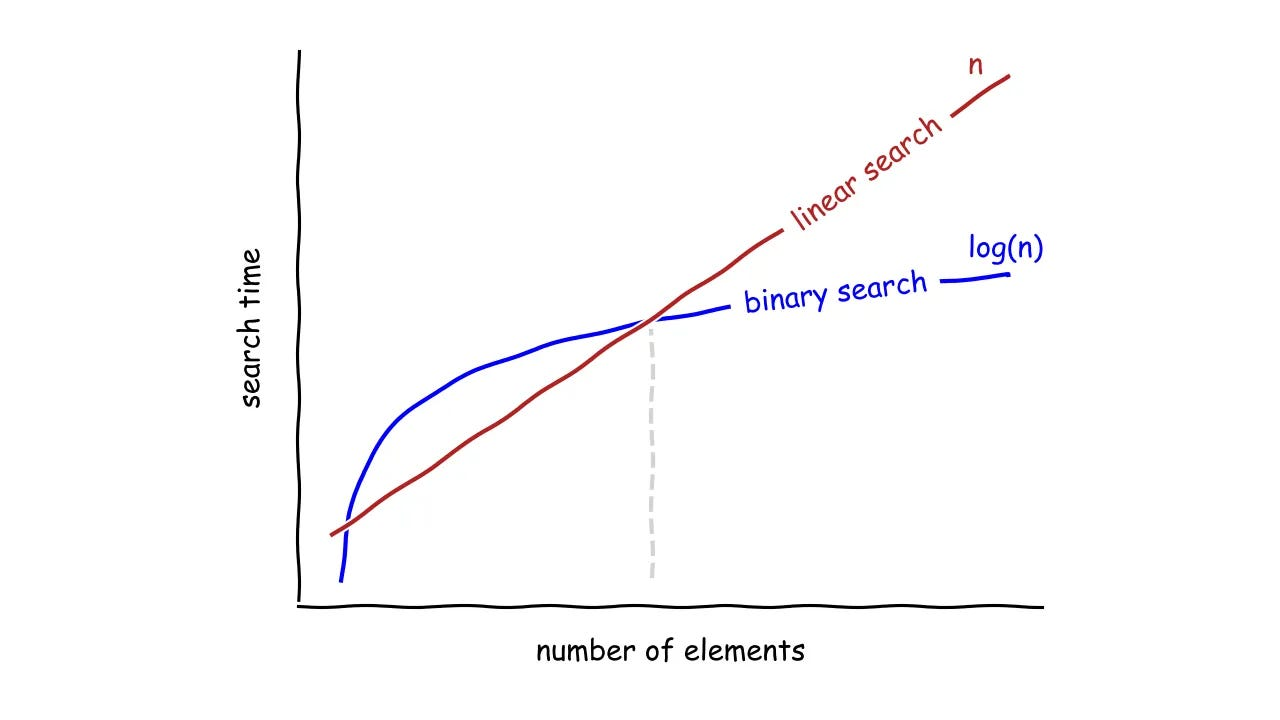 n
linear search
log(n)
binary search
search time
number of elements